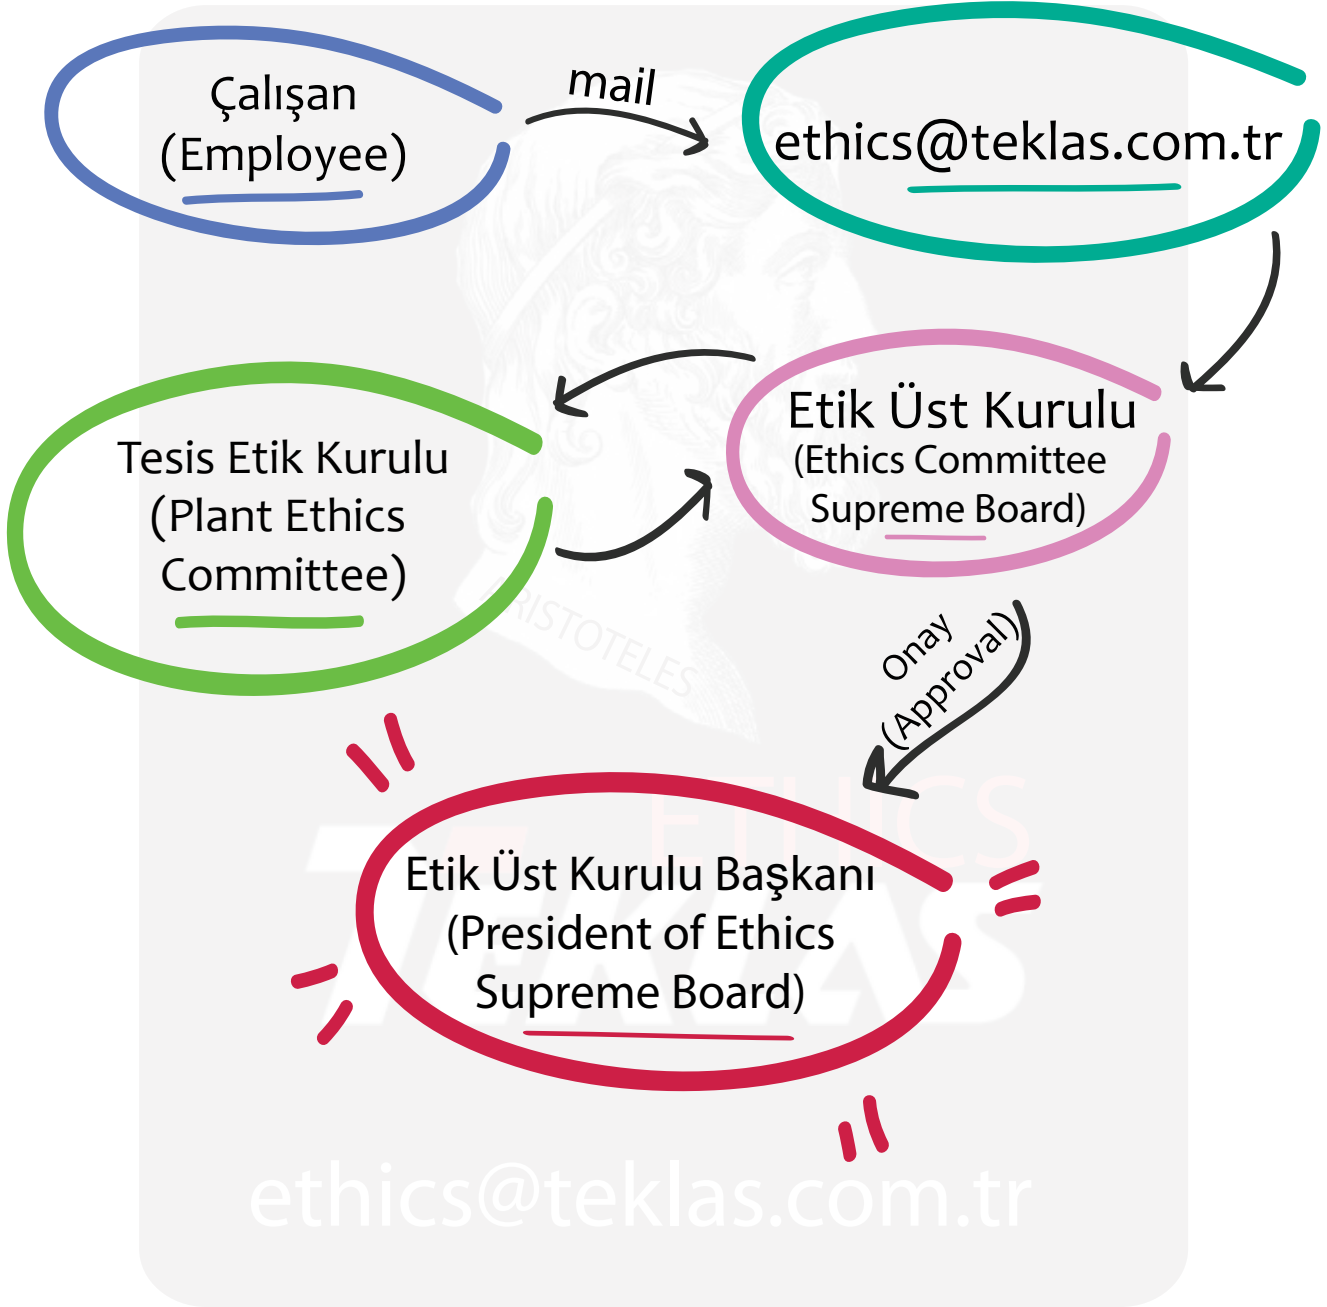 Çalışan
(Employee)
mail
ethics@teklas.com.tr
Etik Üst Kurulu
(Ethics Committee
Supreme Board)
Tesis Etik Kurulu
(Plant Ethics
Committee)
ARISTOTELES
Onay
(Approval)
ETHICS
TEKLAS
Etik Üst Kurulu Başkanı
(President of Ethics
Supreme Board)
ethics@teklas.com.tr